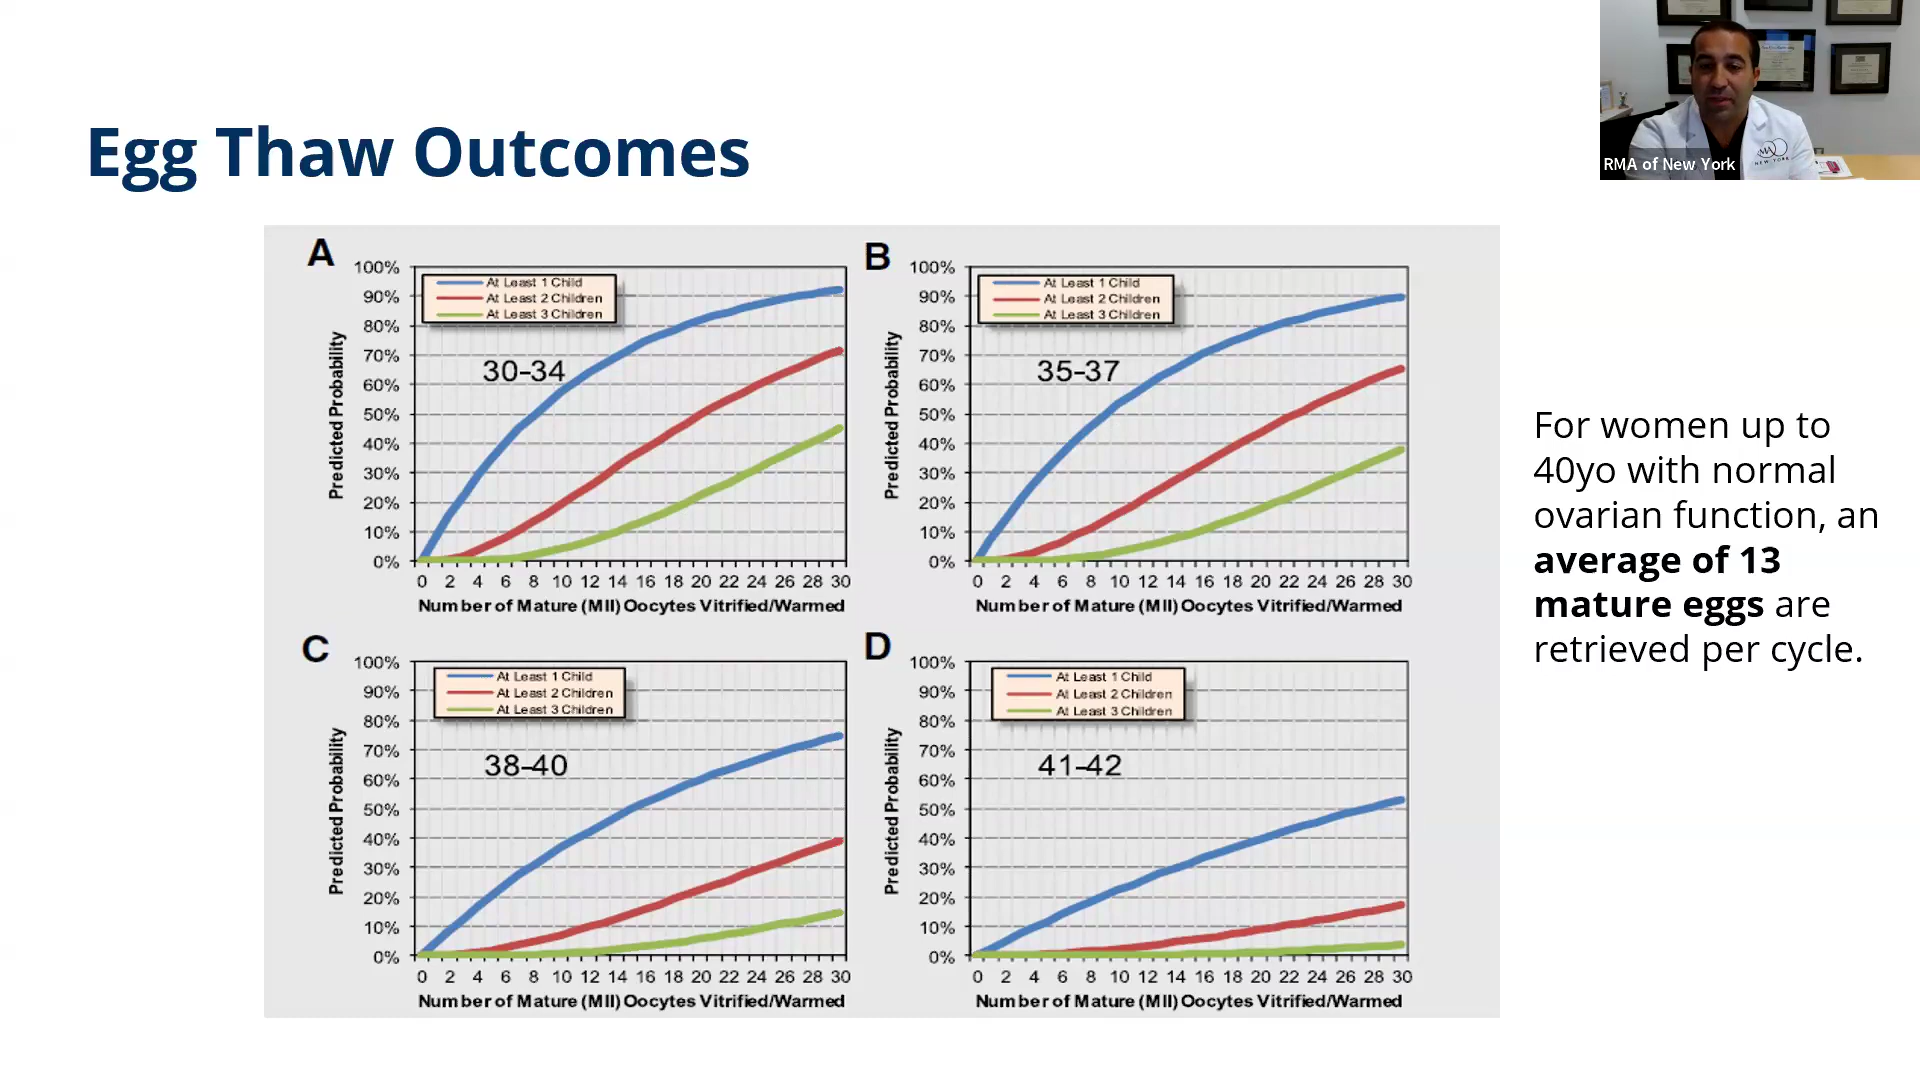 RMA of New York
Egg Thaw Outcomes
A
100%
90%
80%
70%
60%
50%
40%
30%
20%
10%
0%
At Least 1 Child
At Least 2 Children
At Least 3 Children
30-34
Predicted Probability
0 2 4 6 8 10 12 14 16 18 20 22 24 26 28 30
Number of Mature (MII) Oocytes Vitrified/Warmed
B
100%
90%
80%
70%
60%
50%
40%
30%
20%
10%
0%
At Least 1 Child
At Least 2 Children
At Least 3 Children
35-37
Predicted Probability
0 2 4 6 8 10 12 14 16 18 20 22 24 26 28 30
Number of Mature (MII) Oocytes Vitrified/Warmed
C
100%
90%
80%
70%
60%
50%
40%
30%
20%
10%
0%
At Least 1 Child
At Least 2 Children
At Least 3 Children
38-40
Predicted Probability
0 2 4 6 8 10 12 14 16 18 20 22 24 26 28 30
Number of Mature (MII) Oocytes Vitrified/Warmed
D
100%
90%
80%
70%
60%
50%
40%
30%
20%
10%
0%
At Least 1 Child
At Least 2 Children
At Least 3 Children
41-42
Predicted Probability
0 2 4 6 8 10 12 14 16 18 20 22 24 26 28 30
Number of Mature (MII) Oocytes Vitrified/Warmed
For women up to
40yo with normal
ovarian function, an
average of 13
mature eggs are
retrieved per cycle.